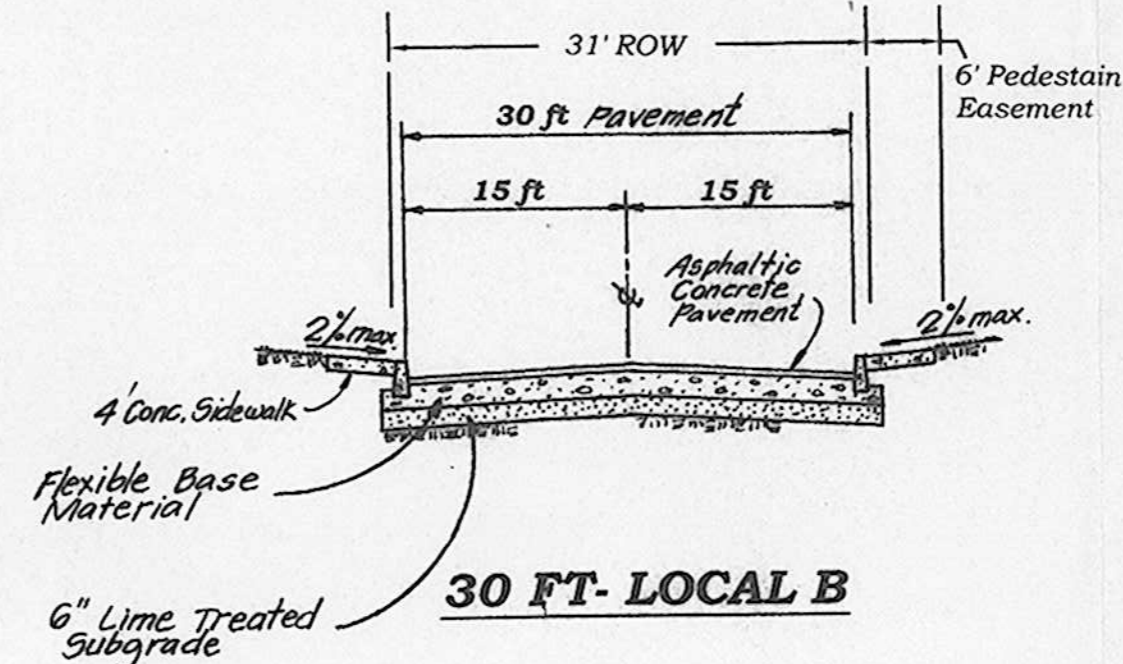 31' ROW
6' Pedestain
Easement
30 ft Pavement
15 ft
15 ft
Asphaltic
Concrete
Pavement
2% max
2% max.
4' Conc. Sidewalk
Flexible Base
Material
30 FT- LOCAL B
6" Lime Treated
Subgrade